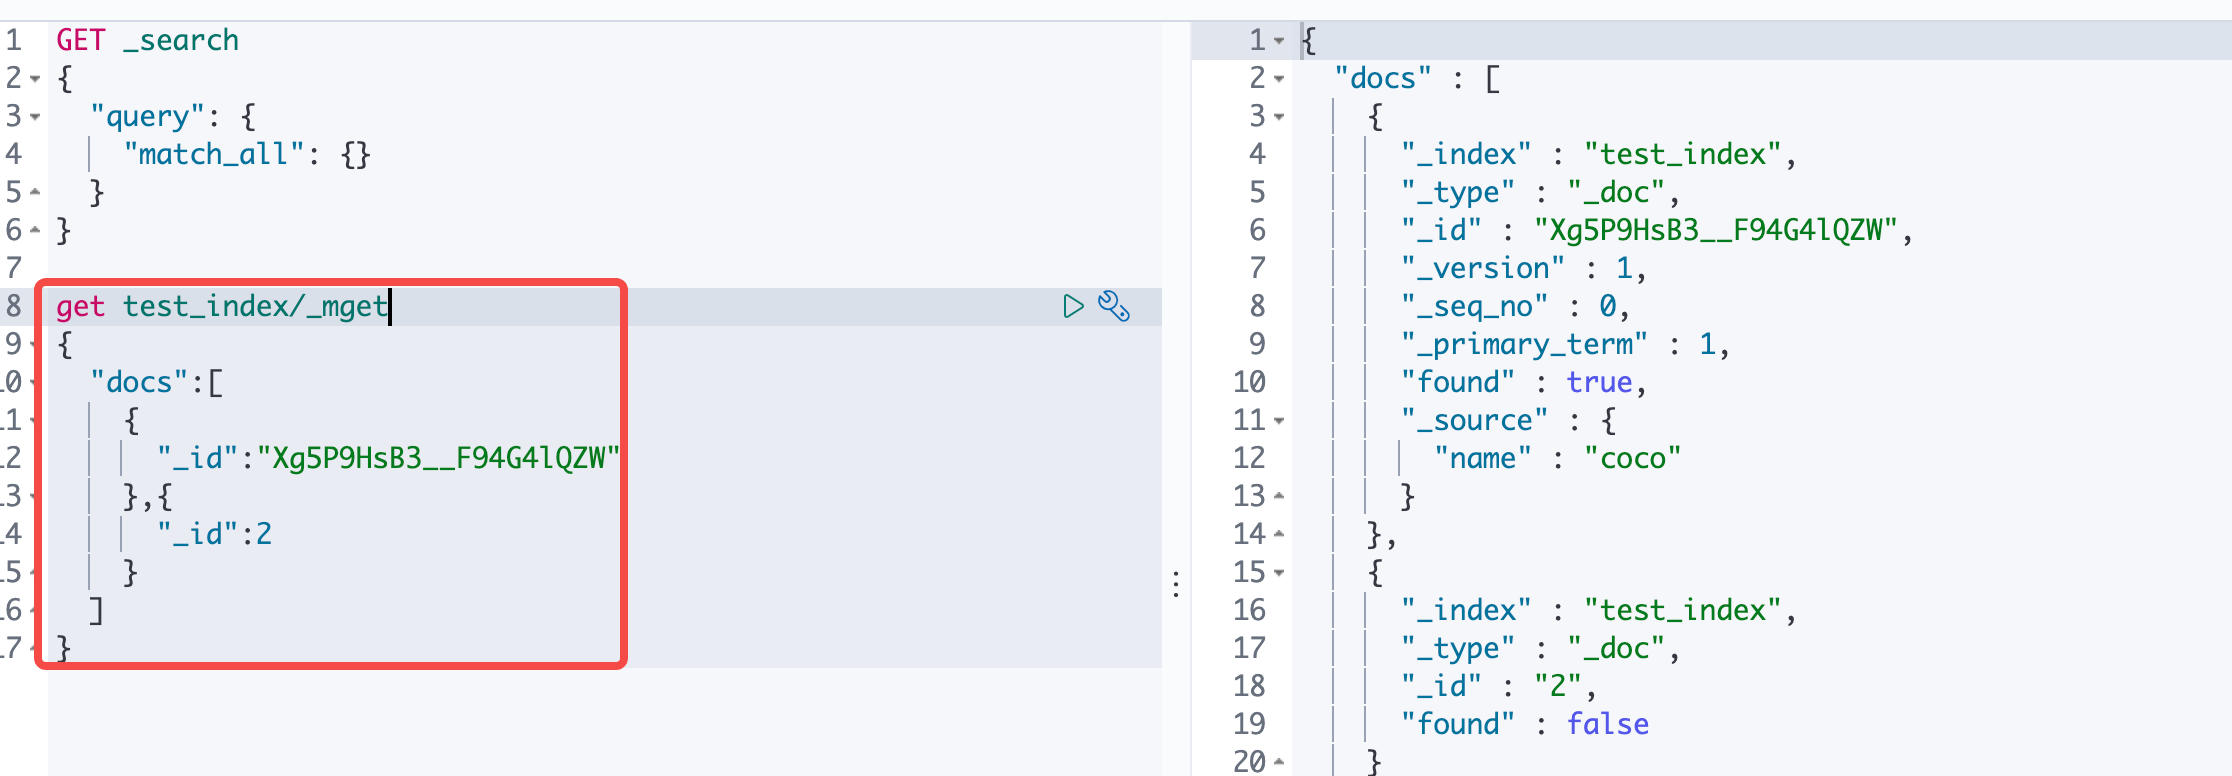 1 GET _search
2 {
3 "query": {
4 "match_all": {}
5 }
6 }
7
8 get test_index/_mget
9 {
10 "docs":[
11 {
12 "_id":"Xg5P9HsB3__F94G4lQZW"
13 },{
14 "_id":2
15 }
16 ]
17 }
1 {
2 "docs" : [
3 {
4 "_index" : "test_index",
5 "_type" : "_doc",
6 "_id" : "Xg5P9HsB3__F94G4lQZW",
7 "_version" : 1,
8 "_seq_no" : 0,
9 "_primary_term" : 1,
10 "found" : true,
11 "_source" : {
12 "name" : "coco"
13 }
14 },
15 {
16 "_index" : "test_index",
17 "_type" : "_doc",
18 "_id" : "2",
19 "found" : false
20 }